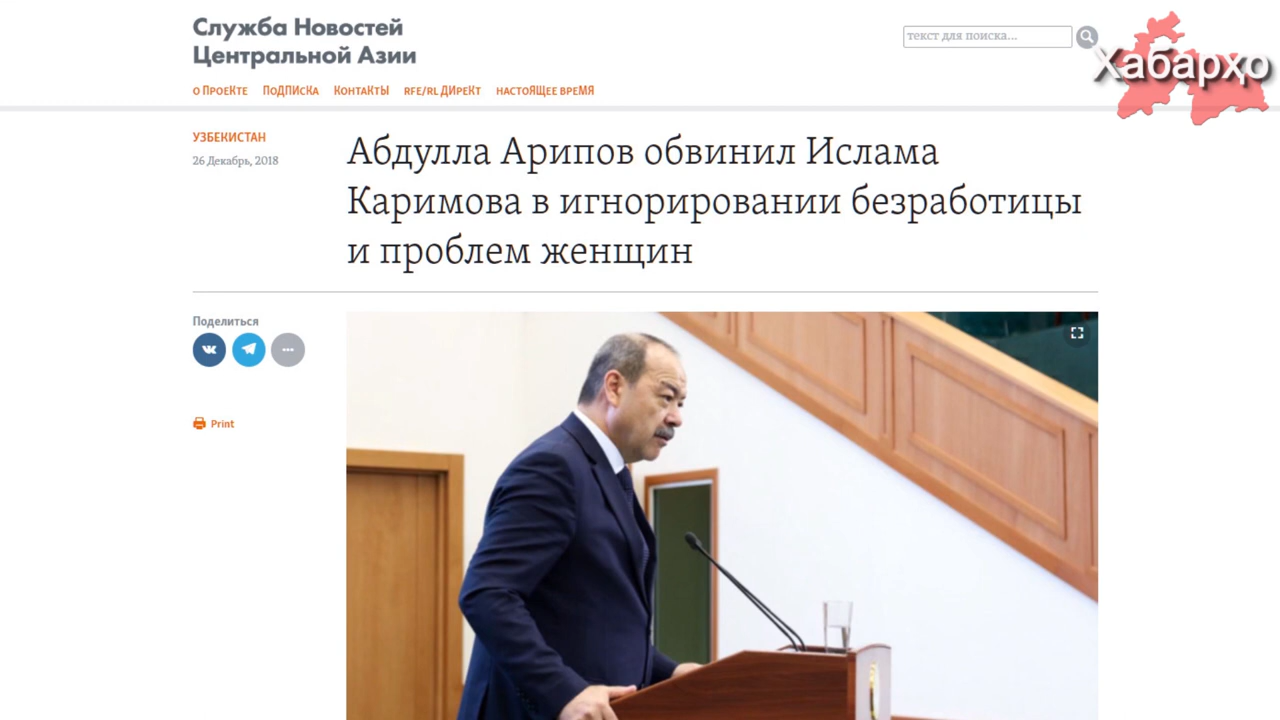 Служба Новостей
Центральной Азии
текст для поиска...
Хабарҳо
о Проекте Подписка Контакты RFE/RL Директ настоящее время
УЗБЕКИСТАН
26 Декабрь, 2018
Абдулла Арипов обвинил Ислама
Каримова в игнорировании безработицы
и проблем женщин
Поделиться
Print